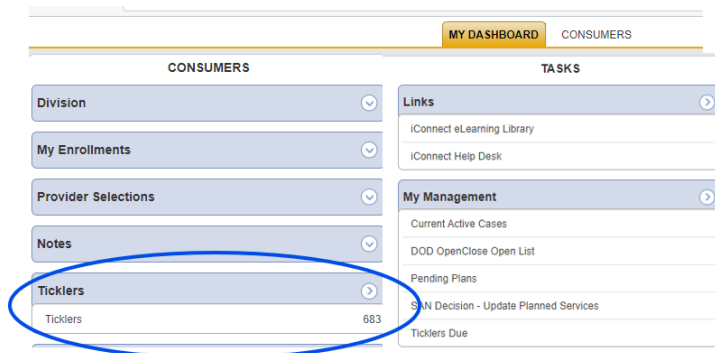 MY DASHBOARD CONSUMERS
CONSUMERS
Division
My Enrollments
Provider Selections
Notes
Ticklers
Ticklers 683
TASKS
Links
iConnect eLearning Library
iConnect Help Desk
My Management
Current Active Cases
DOD OpenClose Open List
Pending Plans
SAN Decision - Update Planned Services
Ticklers Due